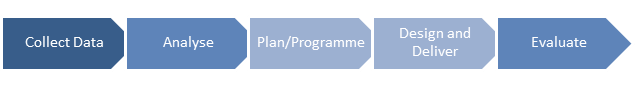 Collect Data
Analyse
Plan/Programme
Design and
Deliver
Evaluate